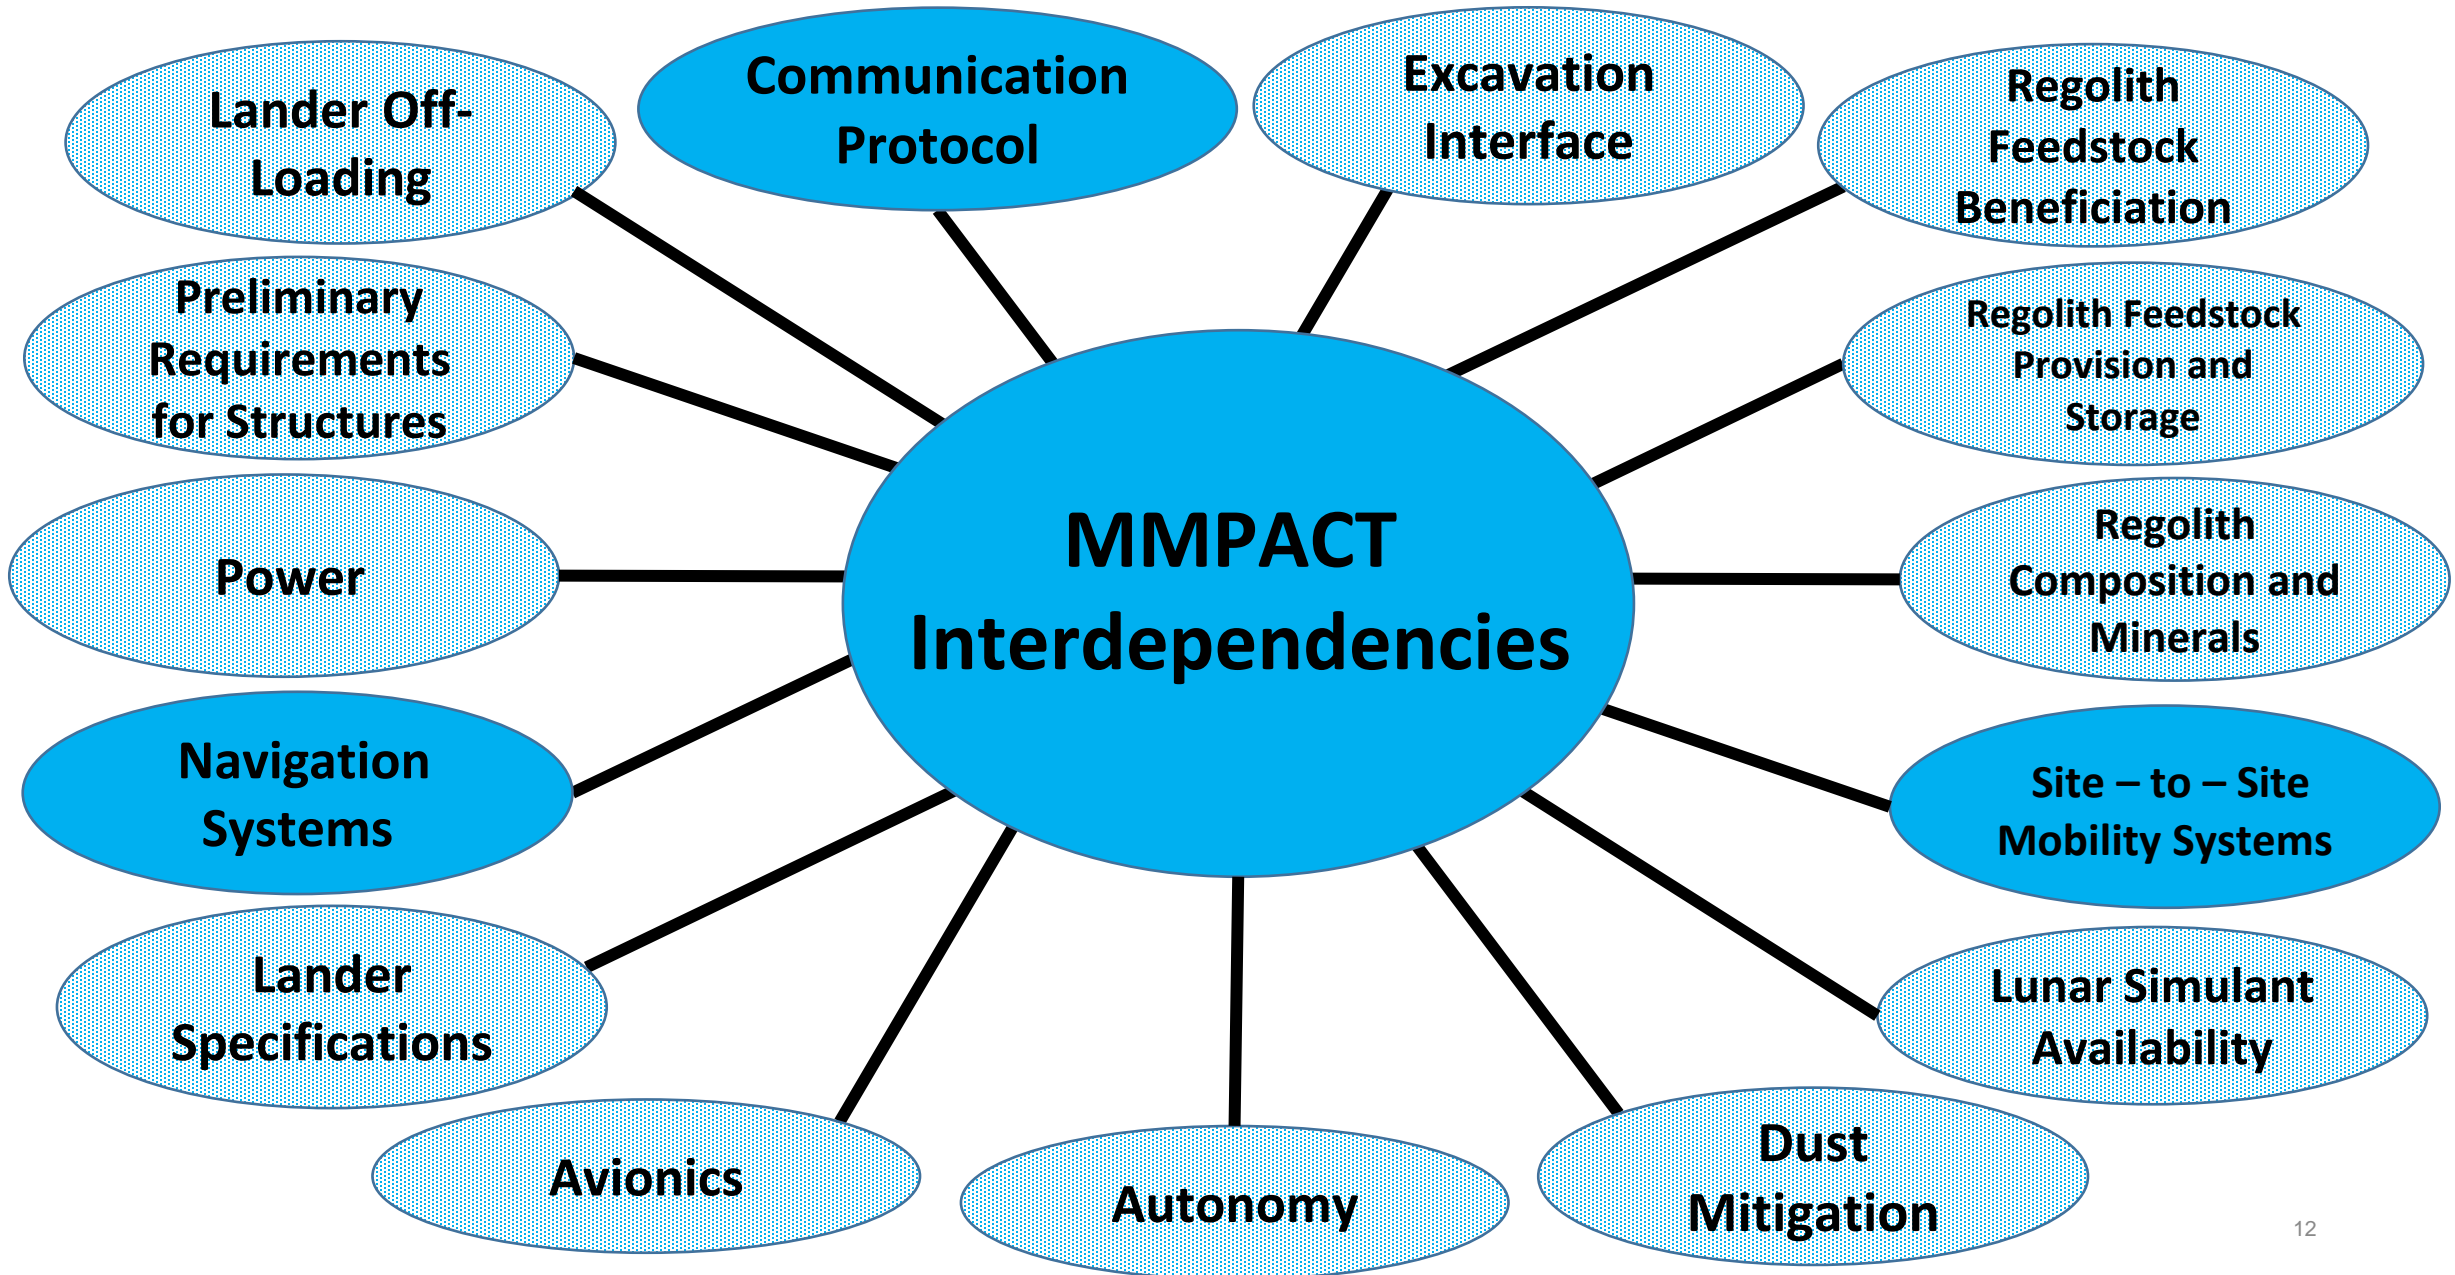 Lander Off-
Loading
Communication
Protocol
Excavation
Interface
Regolith
Feedstock
Beneficiation
Preliminary
Requirements
for Structures
Regolith Feedstock
Provision and
Storage
Power
MMPACT
Interdependencies
Regolith
Composition and
Minerals
Navigation
Systems
Site – to – Site
Mobility Systems
Lander
Specifications
Lunar Simulant
Availability
Avionics
Autonomy
Dust
Mitigation
12